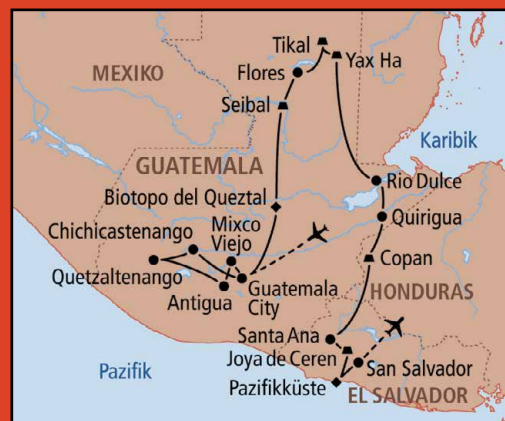 Tikal
Yax Ha
Flores
MEXIKO
Seibal
Karibik
GUATEMALA
Rio Dulce
Biotopo del Queztal
Mixco
Viejo
Quirigua
Chichicastenango
Copan
Quetzaltenango
Guatemala
City
Antigua
HONDURAS
Santa Ana
Joya de Ceren
San Salvador
Pazifik
Pazifikküste
EL SALVADOR